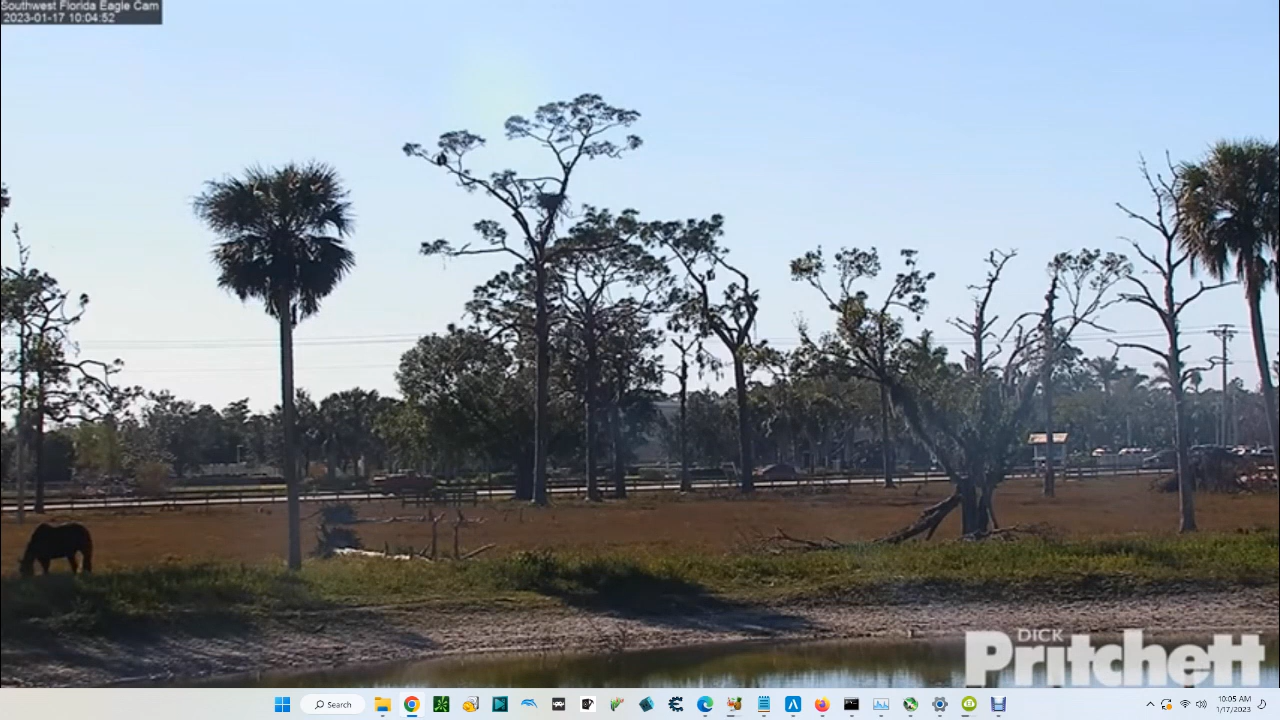 Southwest Florida Eagle Cam
2023-01-17 10:04:52
DICK
Pritchett
Search
10:05 AM
1/17/2023